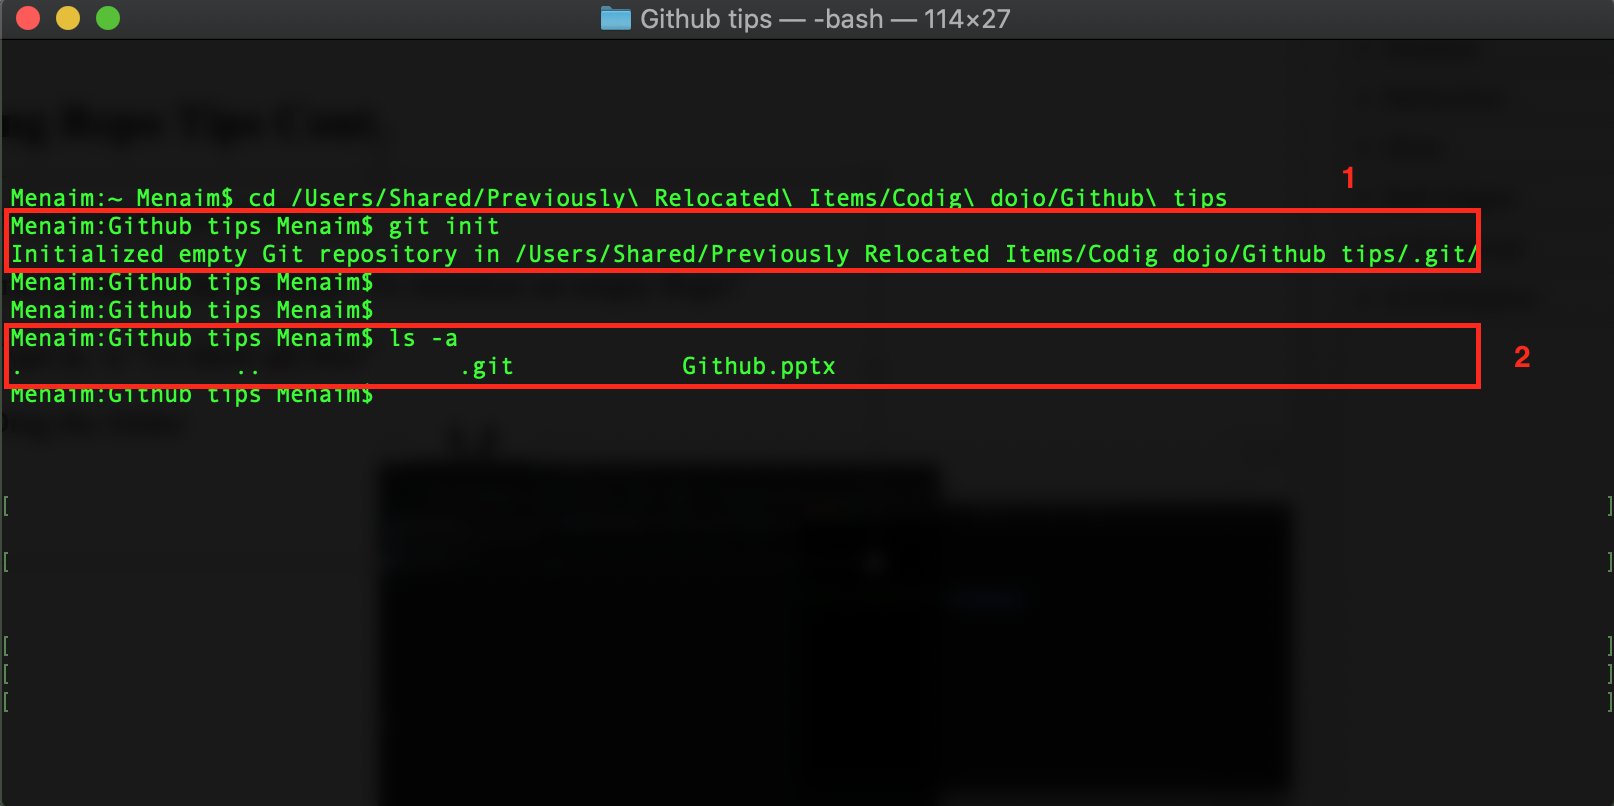 Github tips — -bash — 114×27
1
Menaim:~ Menaim$ cd /Users/Shared/Previously\ Relocated\ Items/Codig\ dojo/Github\ tips
Menaim:Github tips Menaim$ git init
Initialized empty Git repository in /Users/Shared/Previously Relocated Items/Codig dojo/Github tips/.git/
Menaim:Github tips Menaim$
Menaim:Github tips Menaim$
Menaim:Github tips Menaim$ ls -a
. .. .git Github.pptx
2
Menaim:Github tips Menaim$
[ ]
[ ]
[ ]
[ ]
[ ]